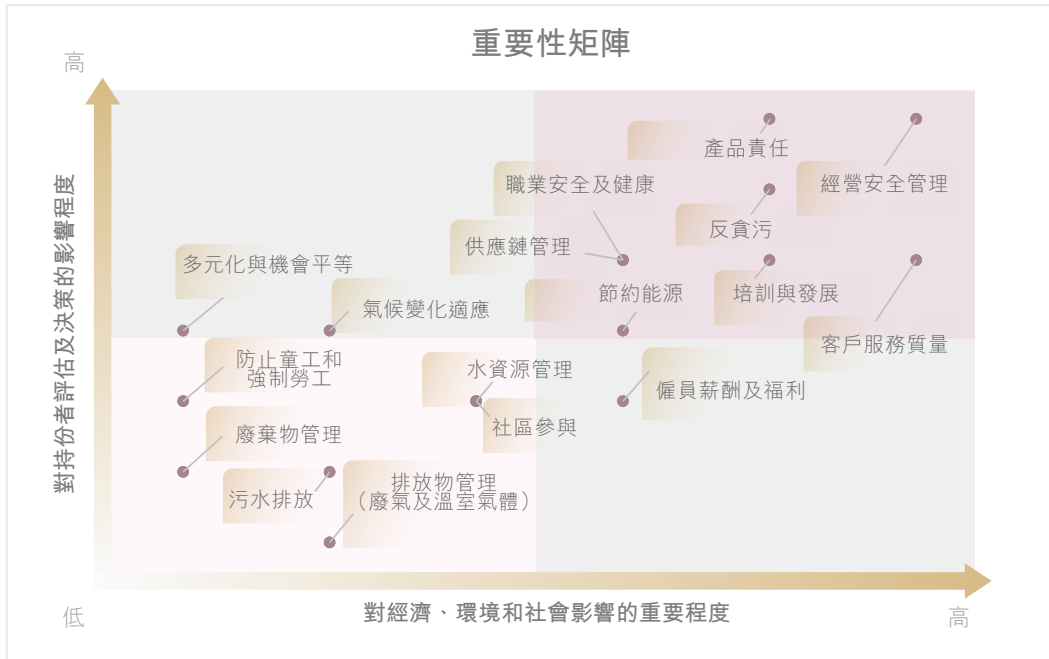 重要性矩陣
高
對持份者評估及決策的影響程度
產品責任
職業安全及健康
經營安全管理
反貪污
供應鏈管理
多元化與機會平等
節約能源
培訓與發展
氣候變化適應
客戶服務質量
防止童工和
強制勞工
水資源管理
僱員薪酬及福利
社區參與
廢棄物管理
排放物管理
(廢氣及溫室氣體)
污水排放
低
對經濟、環境和社會影響的重要程度
高